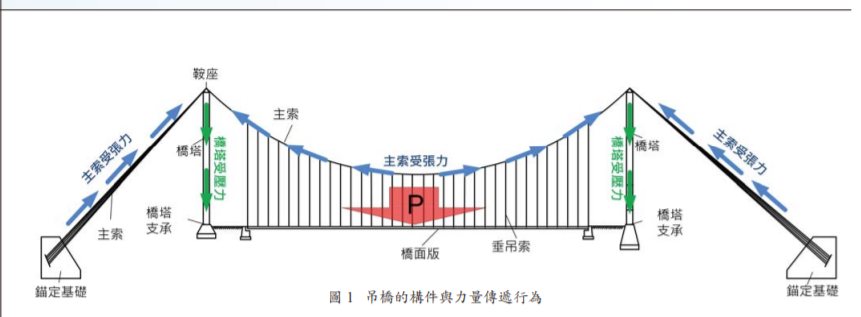 鞍座
主索
主索受張力
橋塔
橋塔受壓力
主索受張力
橋塔受壓力
橋塔
主索受張力
P
主索
橋塔
支承
橋塔
支承
橋面版
垂吊索
錨定基礎
錨定基礎
圖 1 吊橋的構件與力量傳遞行為